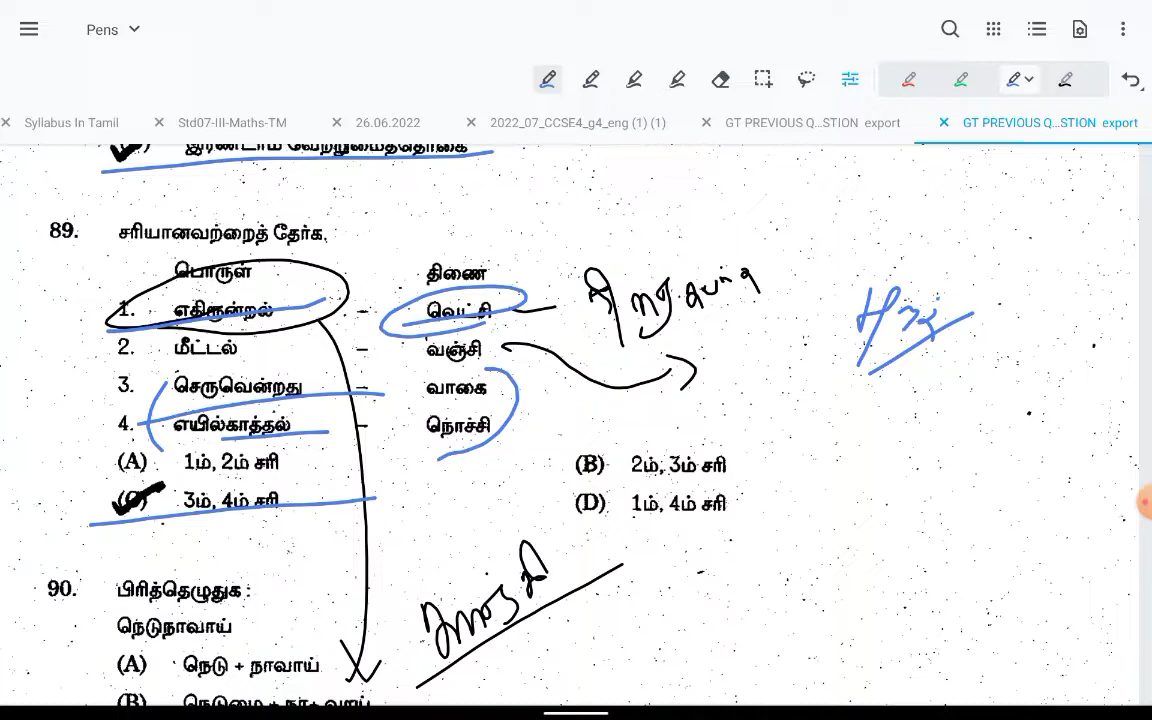 Pens
Syllabus In Tamil
Std07-III-Maths-TM
26.06.2022
2022_07_CCSE4_g4_eng (1) (1)
GT PREVIOUS Q...STION export
GT PREVIOUS Q...STION export
இரண்டாம் வேற்றுமைத்தொகை
89. சரியானவற்றைத் தேர்க.
பொருள் திணை
1. எதிரூன்றல் – வெட்சி
2. மீட்டல் – வஞ்சி
3. செருவென்றது – வாகை
4. எயில்காத்தல் – நொச்சி
(A) 1ம், 2ம் சரி (B) 2ம், 3ம் சரி
(C) 3ம், 4ம் சரி (D) 1ம், 4ம் சரி
90. பிரித்தெழுதுக :
நெடுநாவாய்
(A) நெடு + நாவாய்
(B) நெடுமை + நா + வாய்